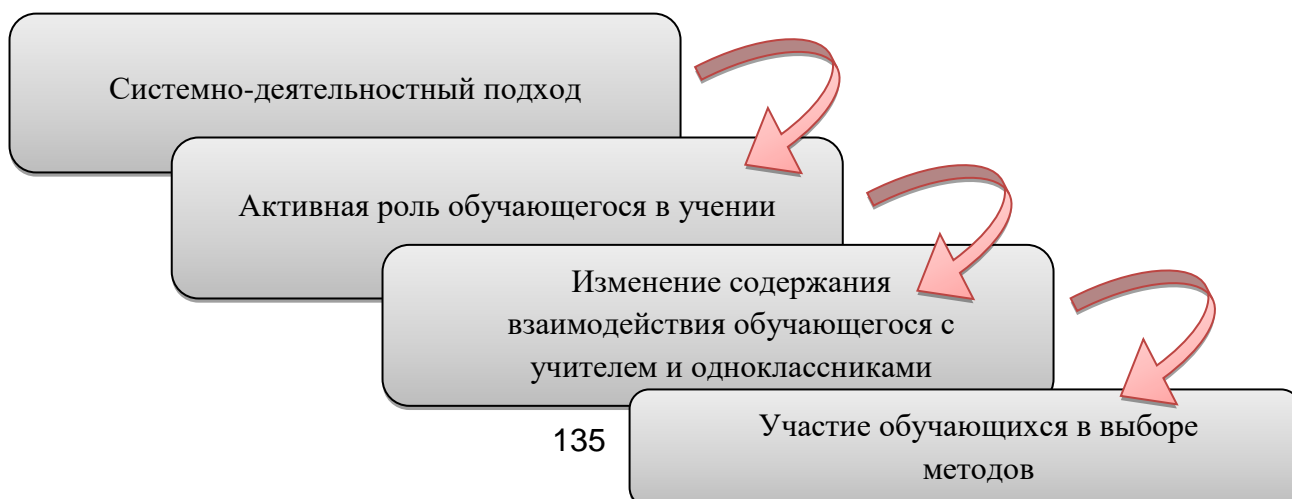 Системно-деятельностный подход
Активная роль обучающегося в учении
Изменение содержания
взаимодействия обучающегося с
учителем и одноклассниками
Участие обучающихся в выборе
методов
135